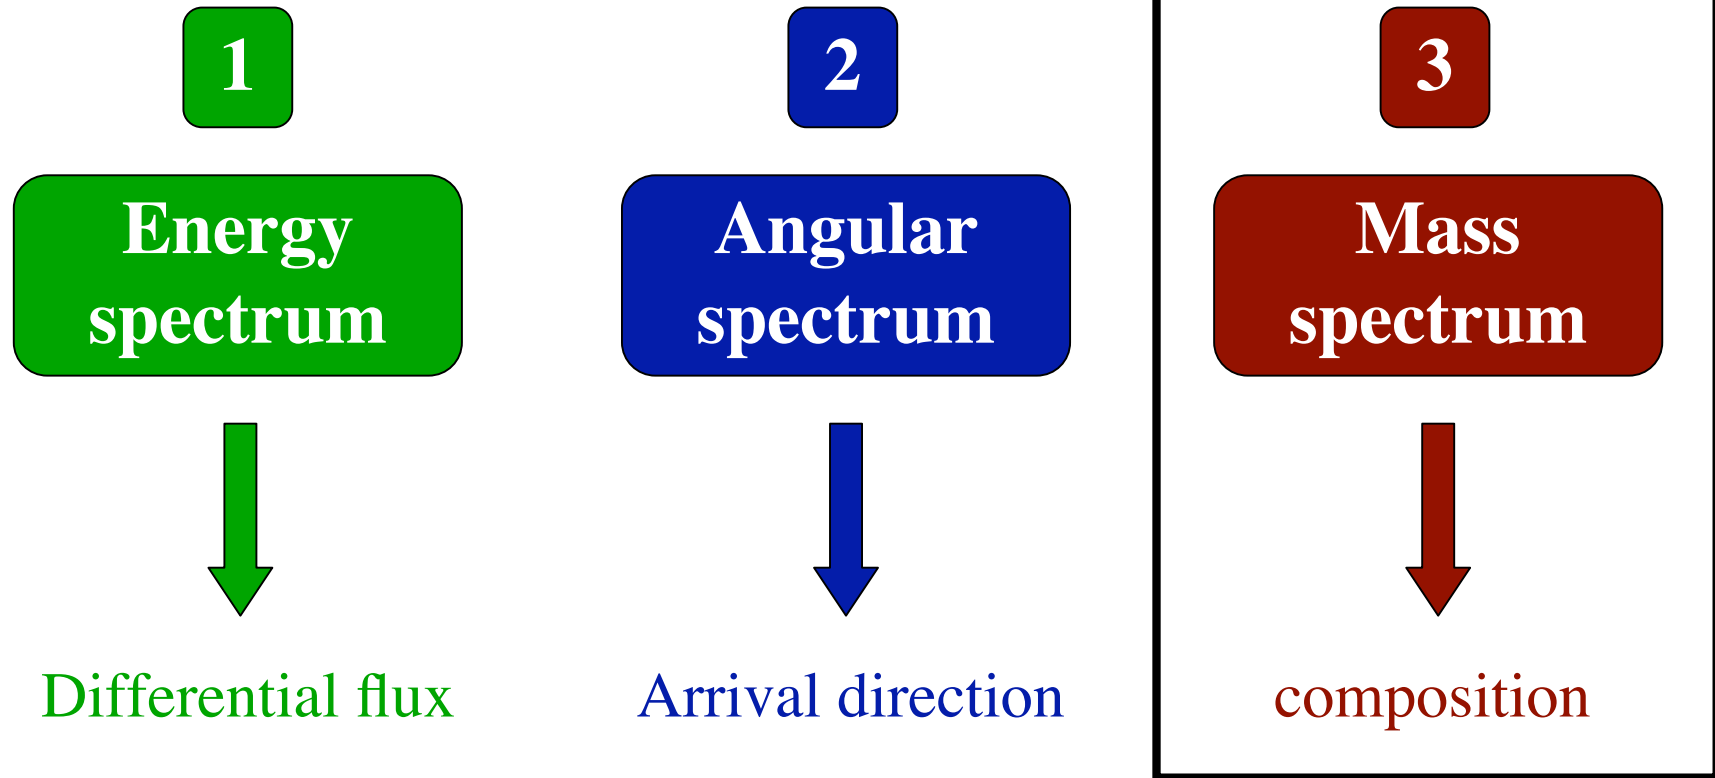 1
Energy
spectrum
Differential flux
2
Angular
spectrum
Arrival direction
3
Mass
spectrum
composition